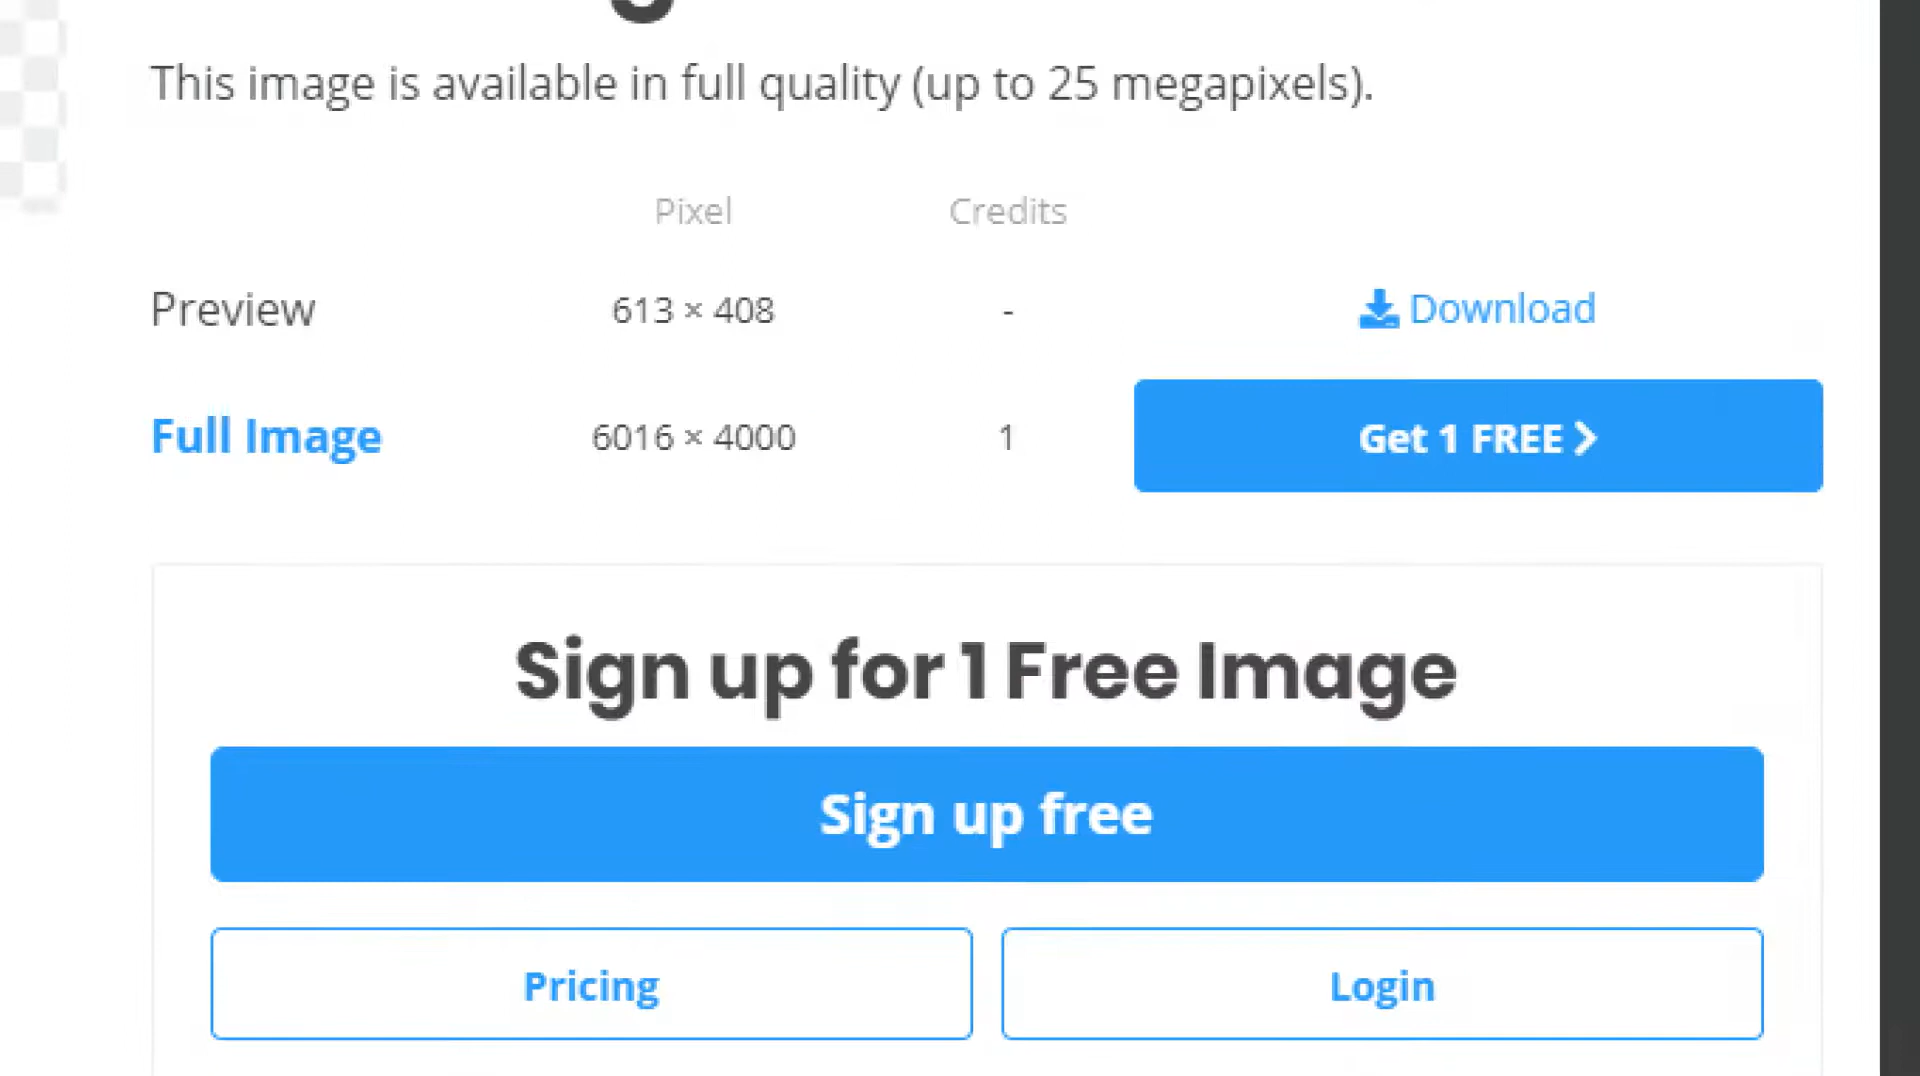 This image is available in full quality (up to 25 megapixels).
Pixel Credits
Preview 613 × 408 - Download
Full Image 6016 × 4000 1 Get 1 FREE
Sign up for 1 Free Image
Sign up free
Pricing Login